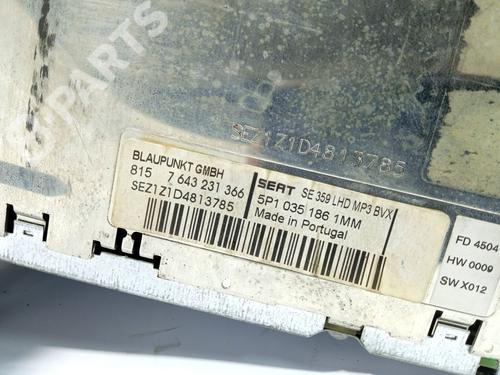 B-PARTS
SEZ1Z1D4813785
BLAUPUNKT GMBH
815 7 643 231 366
SEZ1Z1D4813785
SEAT SE 359 LHD MP3 BVX
5P1 035 186 1MM
Made in Portugal
FD 4504
HW 0009
SW X012